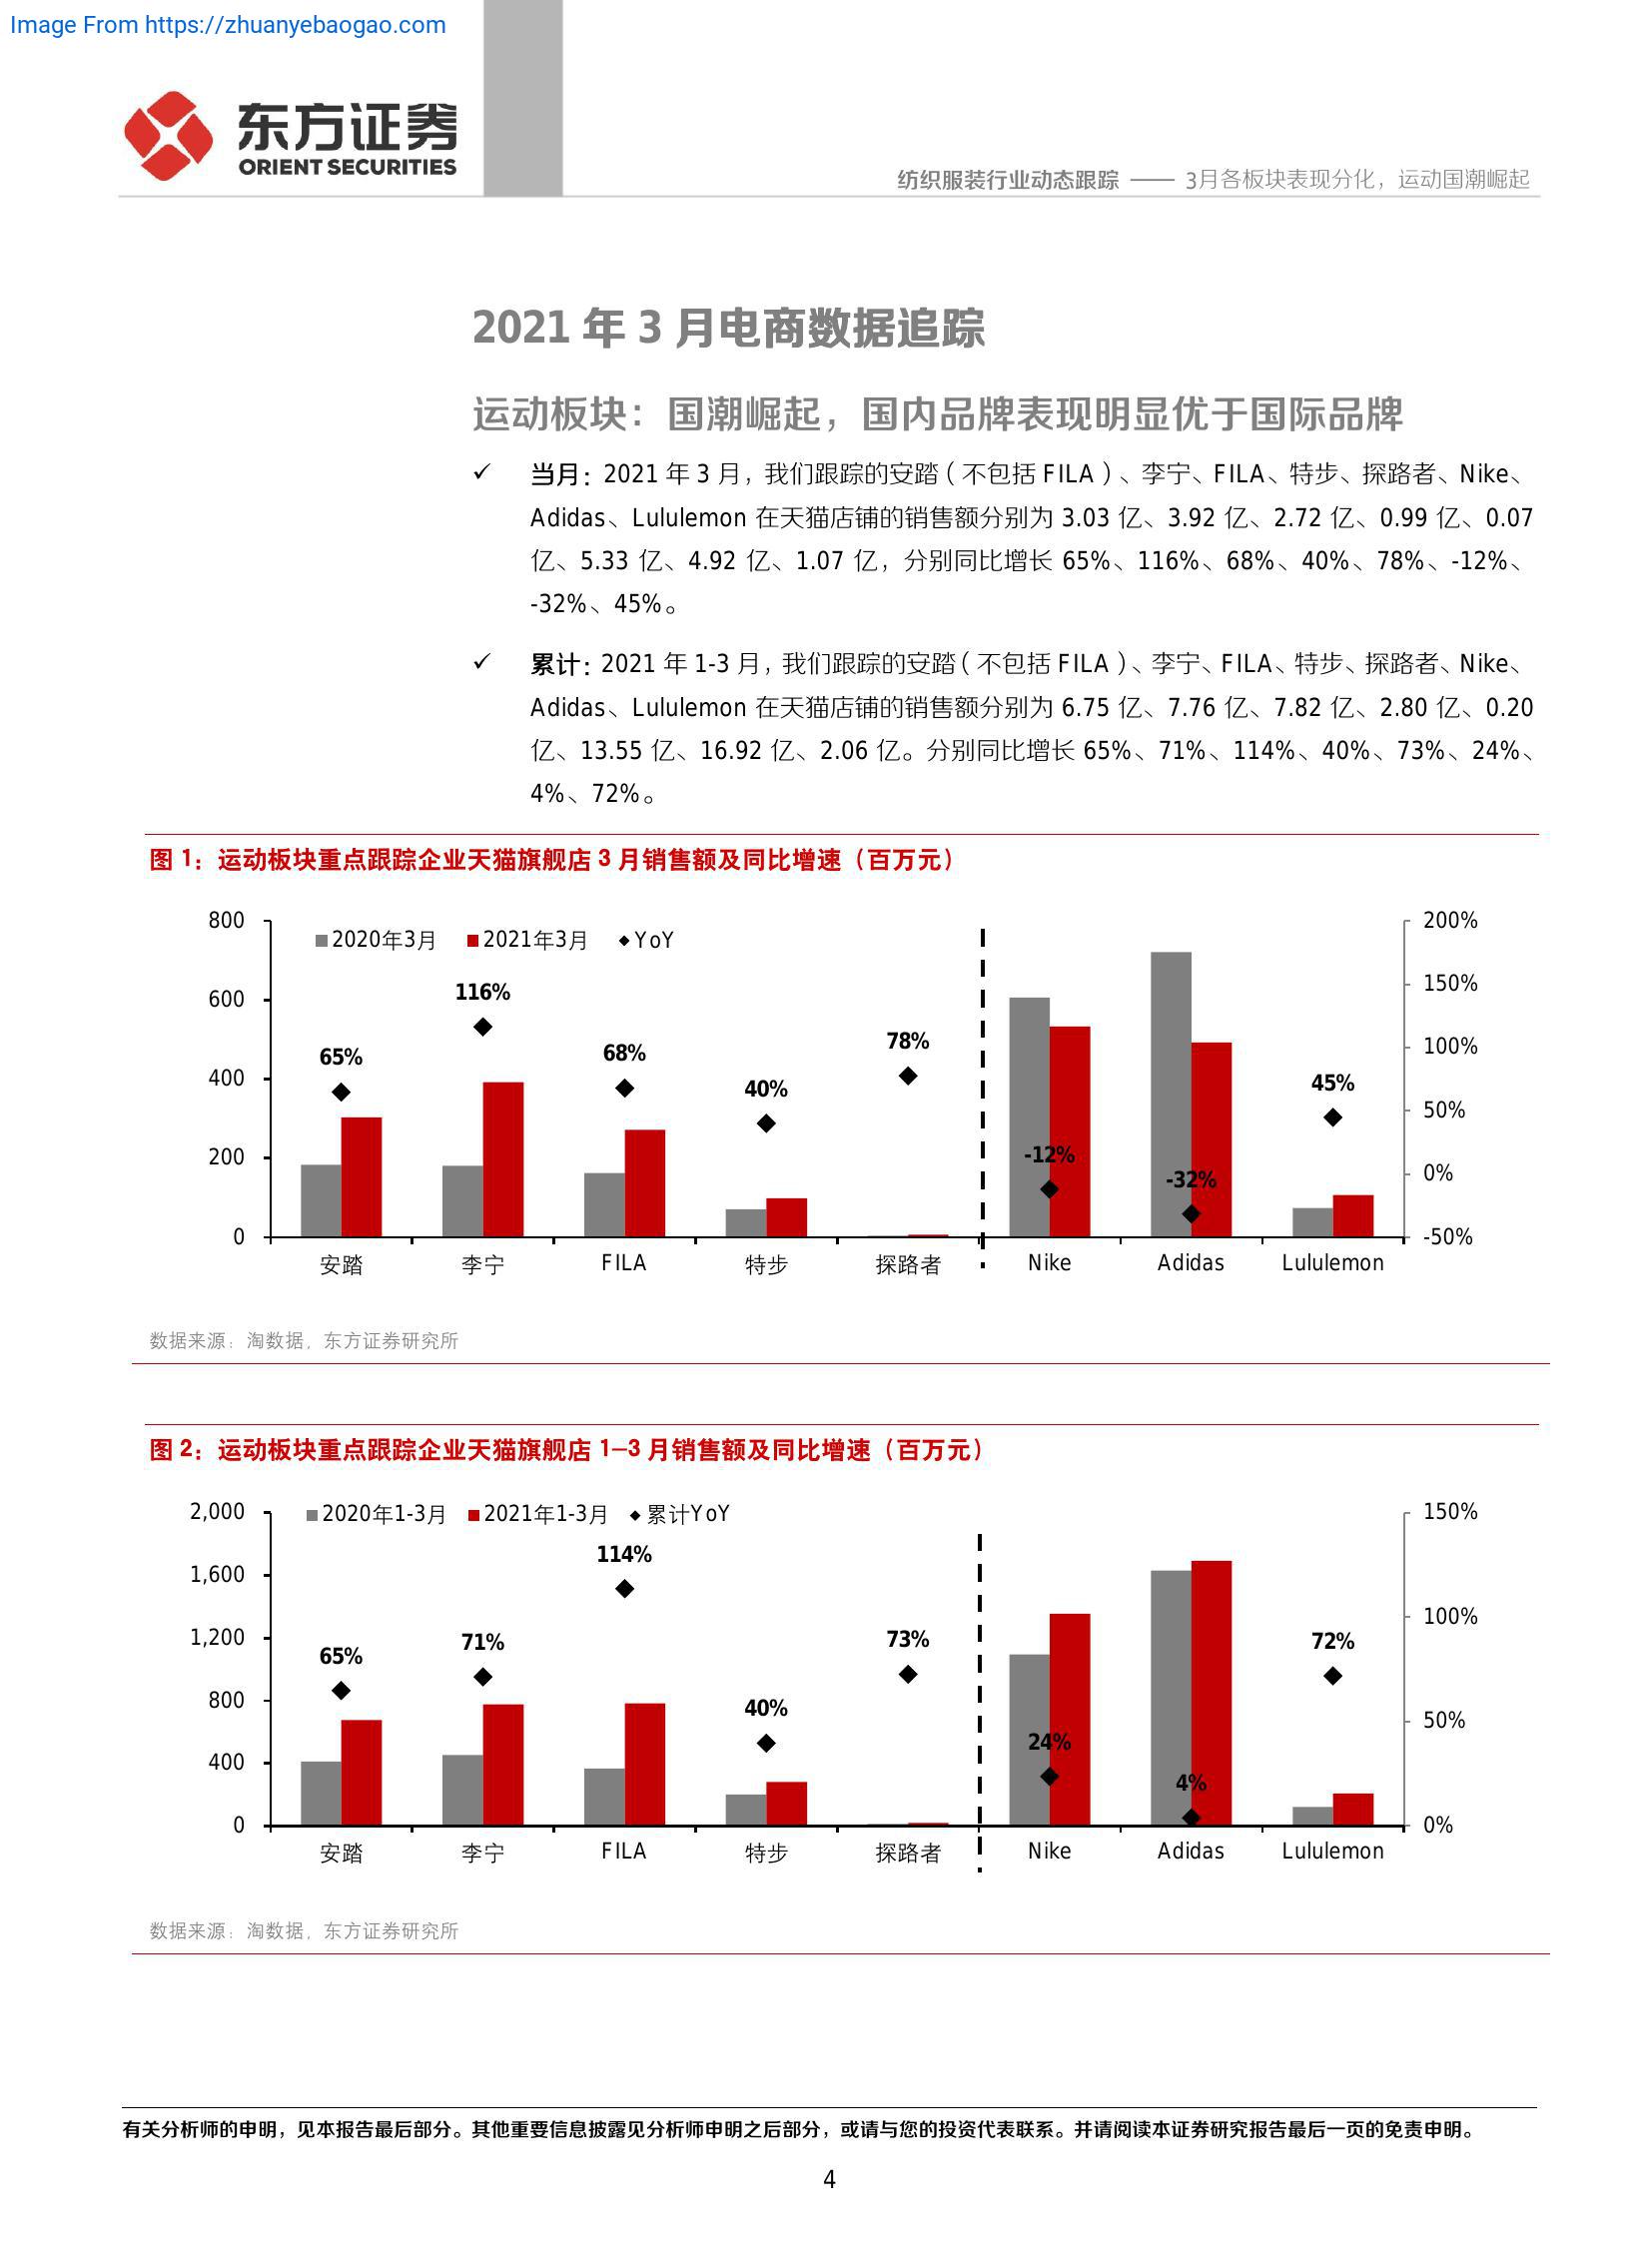 Image From https://zhuanyebaogao.com
东方证券
ORIENT SECURITIES
纺织服装行业动态跟踪 —— 3月各板块表现分化，运动国潮崛起
2021 年 3 月电商数据追踪
运动板块：国潮崛起，国内品牌表现明显优于国际品牌
✓ 当月：2021 年 3 月，我们跟踪的安踏（不包括 FILA）、李宁、FILA、特步、探路者、Nike、
Adidas、Lululemon 在天猫店铺的销售额分别为 3.03 亿、3.92 亿、2.72 亿、0.99 亿、0.07
亿、5.33 亿、4.92 亿、1.07 亿，分别同比增长 65%、116%、68%、40%、78%、-12%、
-32%、45%。
✓ 累计：2021 年 1-3 月，我们跟踪的安踏（不包括 FILA）、李宁、FILA、特步、探路者、Nike、
Adidas、Lululemon 在天猫店铺的销售额分别为 6.75 亿、7.76 亿、7.82 亿、2.80 亿、0.20
亿、13.55 亿、16.92 亿、2.06 亿。分别同比增长 65%、71%、114%、40%、73%、24%、
4%、72%。
图 1：运动板块重点跟踪企业天猫旗舰店 3 月销售额及同比增速（百万元）
800 200%
2020年3月 2021年3月 YoY
600 150%
400 100%
200 50%
0 0%
-50%
65% 116% 68% 40% 78% -12% -32% 45%
安踏 李宁 FILA 特步 探路者 Nike Adidas Lululemon
数据来源：淘数据，东方证券研究所
图 2：运动板块重点跟踪企业天猫旗舰店 1–3 月销售额及同比增速（百万元）
2,000 150%
2020年1-3月 2021年1-3月 累计YoY
1,600
1,200 100%
800 50%
400
0 0%
65% 71% 114% 40% 73% 24% 4% 72%
安踏 李宁 FILA 特步 探路者 Nike Adidas Lululemon
数据来源：淘数据，东方证券研究所
有关分析师的申明，见本报告最后部分。其他重要信息披露见分析师申明之后部分，或请与您的投资代表联系。并请阅读本证券研究报告最后一页的免责申明。
4